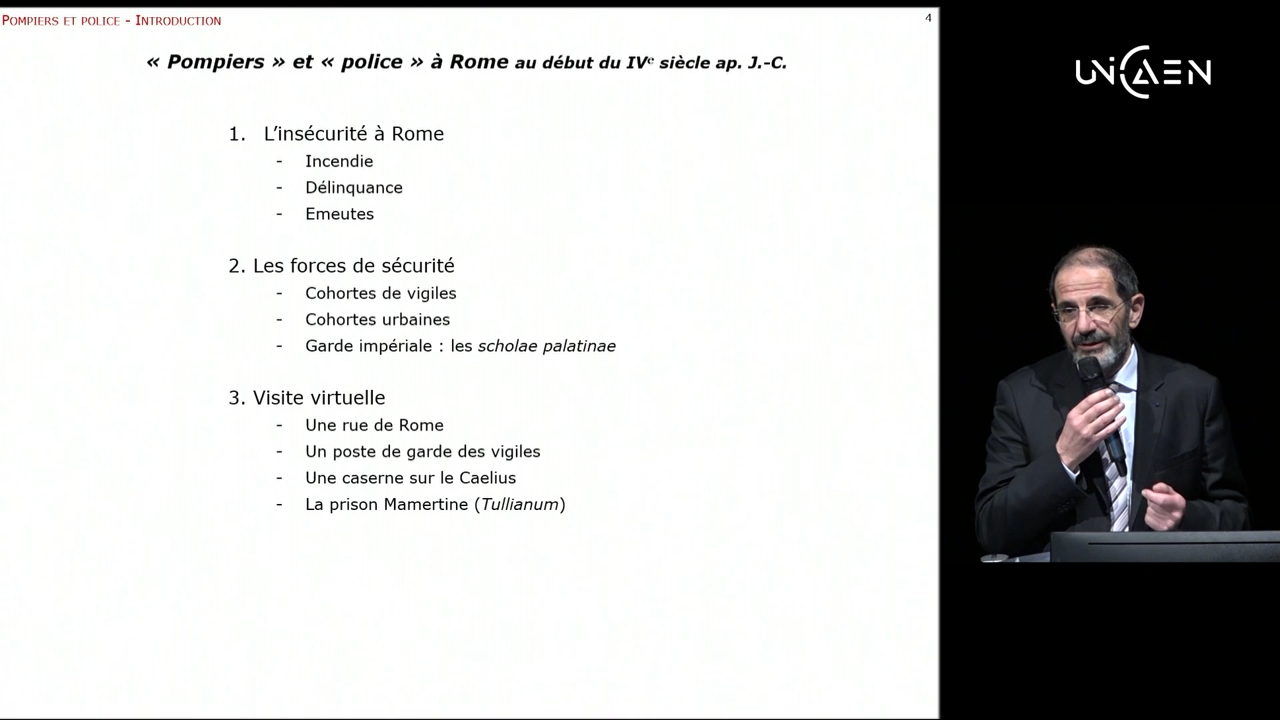 Pompiers et police - Introduction
4
« Pompiers » et « police » à Rome au début du IVe siècle ap. J.-C.
1. L'insécurité à Rome
- Incendie
- Délinquance
- Emeutes
2. Les forces de sécurité
- Cohortes de vigiles
- Cohortes urbaines
- Garde impériale : les scholae palatinae
3. Visite virtuelle
- Une rue de Rome
- Un poste de garde des vigiles
- Une caserne sur le Caelius
- La prison Mamertine (Tullianum)
UNICAEN